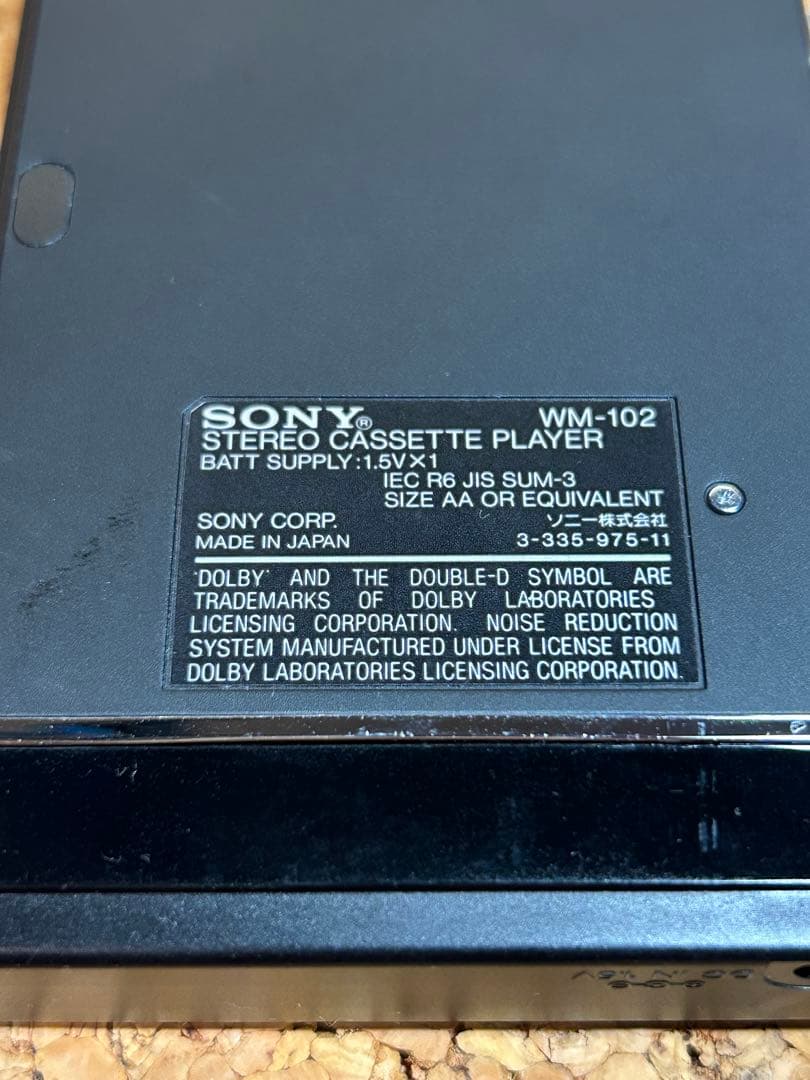 SONY® WM-102
STEREO CASSETTE PLAYER
BATT SUPPLY:1.5V×1
IEC R6 JIS SUM-3
SIZE AA OR EQUIVALENT
SONY CORP. ソニー株式会社
MADE IN JAPAN 3-335-975-11
"DOLBY" AND THE DOUBLE-D SYMBOL ARE
TRADEMARKS OF DOLBY LABORATORIES
LICENSING CORPORATION. NOISE REDUCTION
SYSTEM MANUFACTURED UNDER LICENSE FROM
DOLBY LABORATORIES LICENSING CORPORATION.